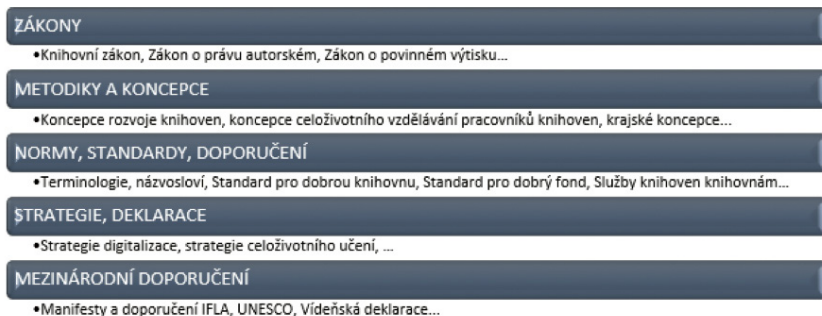 ZÁKONY
•Knihovní zákon, Zákon o právu autorském, Zákon o povinném výtisku...
METODIKY A KONCEPCE
•Koncepce rozvoje knihoven, koncepce celoživotního vzdělávání pracovníků knihoven, krajské koncepce...
NORMY, STANDARDY, DOPORUČENÍ
•Terminologie, názvosloví, Standard pro dobrou knihovnu, Standard pro dobrý fond, Služby knihoven knihovnám...
STRATEGIE, DEKLARACE
•Strategie digitalizace, strategie celoživotního učení, ...
MEZINÁRODNÍ DOPORUČENÍ
•Manifesty a doporučení IFLA, UNESCO, Vídeňská deklarace...